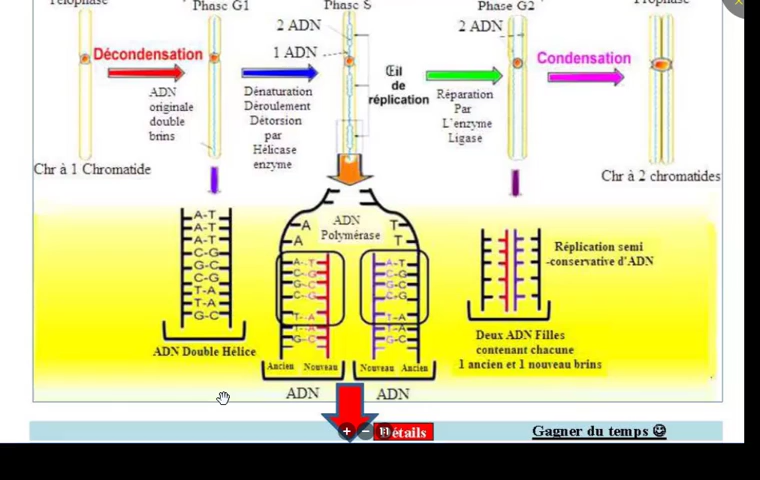 Télophase
Phase G1
Phase S
Phase G2
Prophase
2 ADN
1 ADN
2 ADN
Décondensation
Condensation
Œil
de
réplication
ADN
originale
double
brins
Dénaturation
Déroulement
Détorsion
par
Hélicase
enzyme
Réparation
Par
L'enzyme
Ligase
Chr à 1 Chromatide
Chr à 2 chromatides
A-T
A-T
A-T
C-G
G-C
C-G
T-A
T-A
G-C
ADN Double Hélice
ADN
Polymérase
A
A
T
T
A-T
C-G
G-C
C-G
T-A
T-A
G-C
A-T
C-G
G-C
C-G
T-A
T-A
G-C
Ancien Nouveau
Nouveau Ancien
ADN
ADN
Réplication semi
-conservative d'ADN
Deux ADN Filles
contenant chacune
1 ancien et 1 nouveau brins
Détails
Gagner du temps ☺